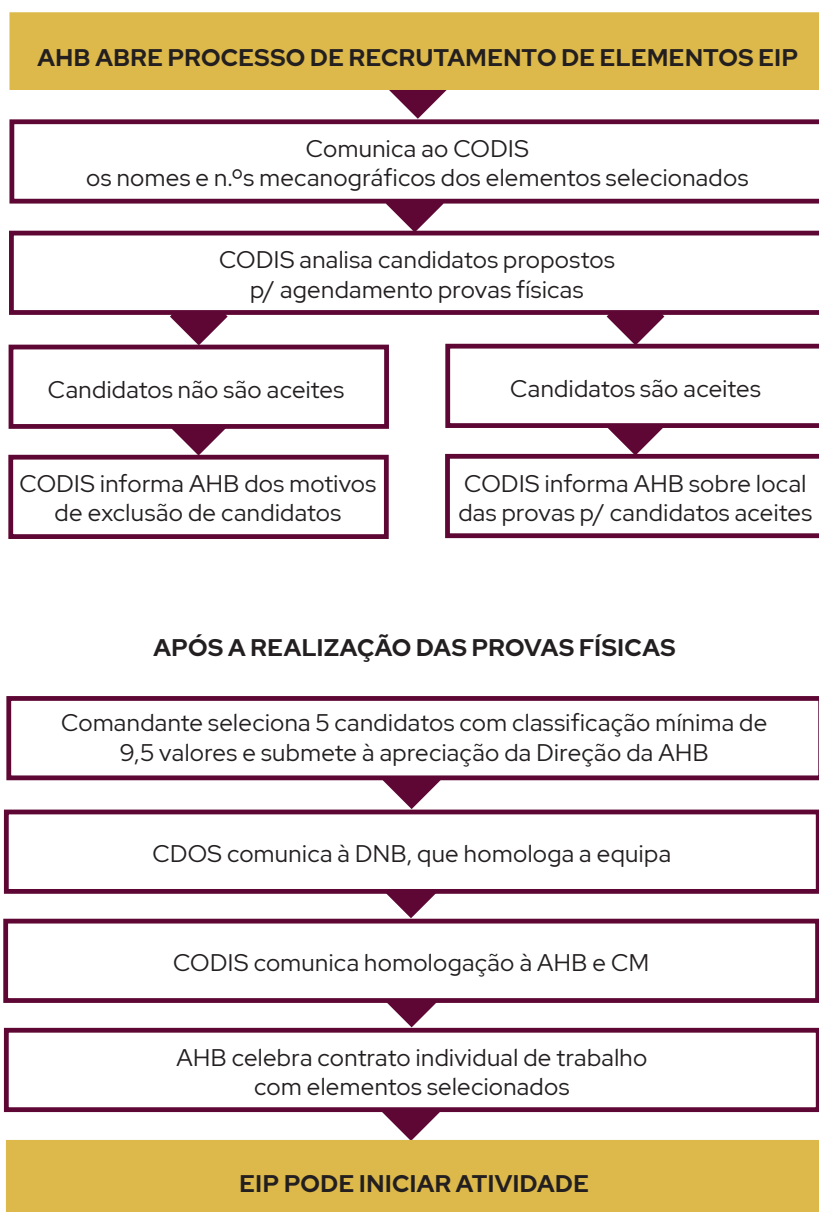 AHB ABRE PROCESSO DE RECRUTAMENTO DE ELEMENTOS EIP
Comunica ao CODIS
os nomes e n.ºs mecanográficos dos elementos selecionados
CODIS analisa candidatos propostos
p/ agendamento provas físicas
Candidatos não são aceites
Candidatos são aceites
CODIS informa AHB dos motivos
de exclusão de candidatos
CODIS informa AHB sobre local
das provas p/ candidatos aceites
APÓS A REALIZAÇÃO DAS PROVAS FÍSICAS
Comandante seleciona 5 candidatos com classificação mínima de
9,5 valores e submete à apreciação da Direção da AHB
CDOS comunica à DNB, que homologa a equipa
CODIS comunica homologação à AHB e CM
AHB celebra contrato individual de trabalho
com elementos selecionados
EIP PODE INICIAR ATIVIDADE